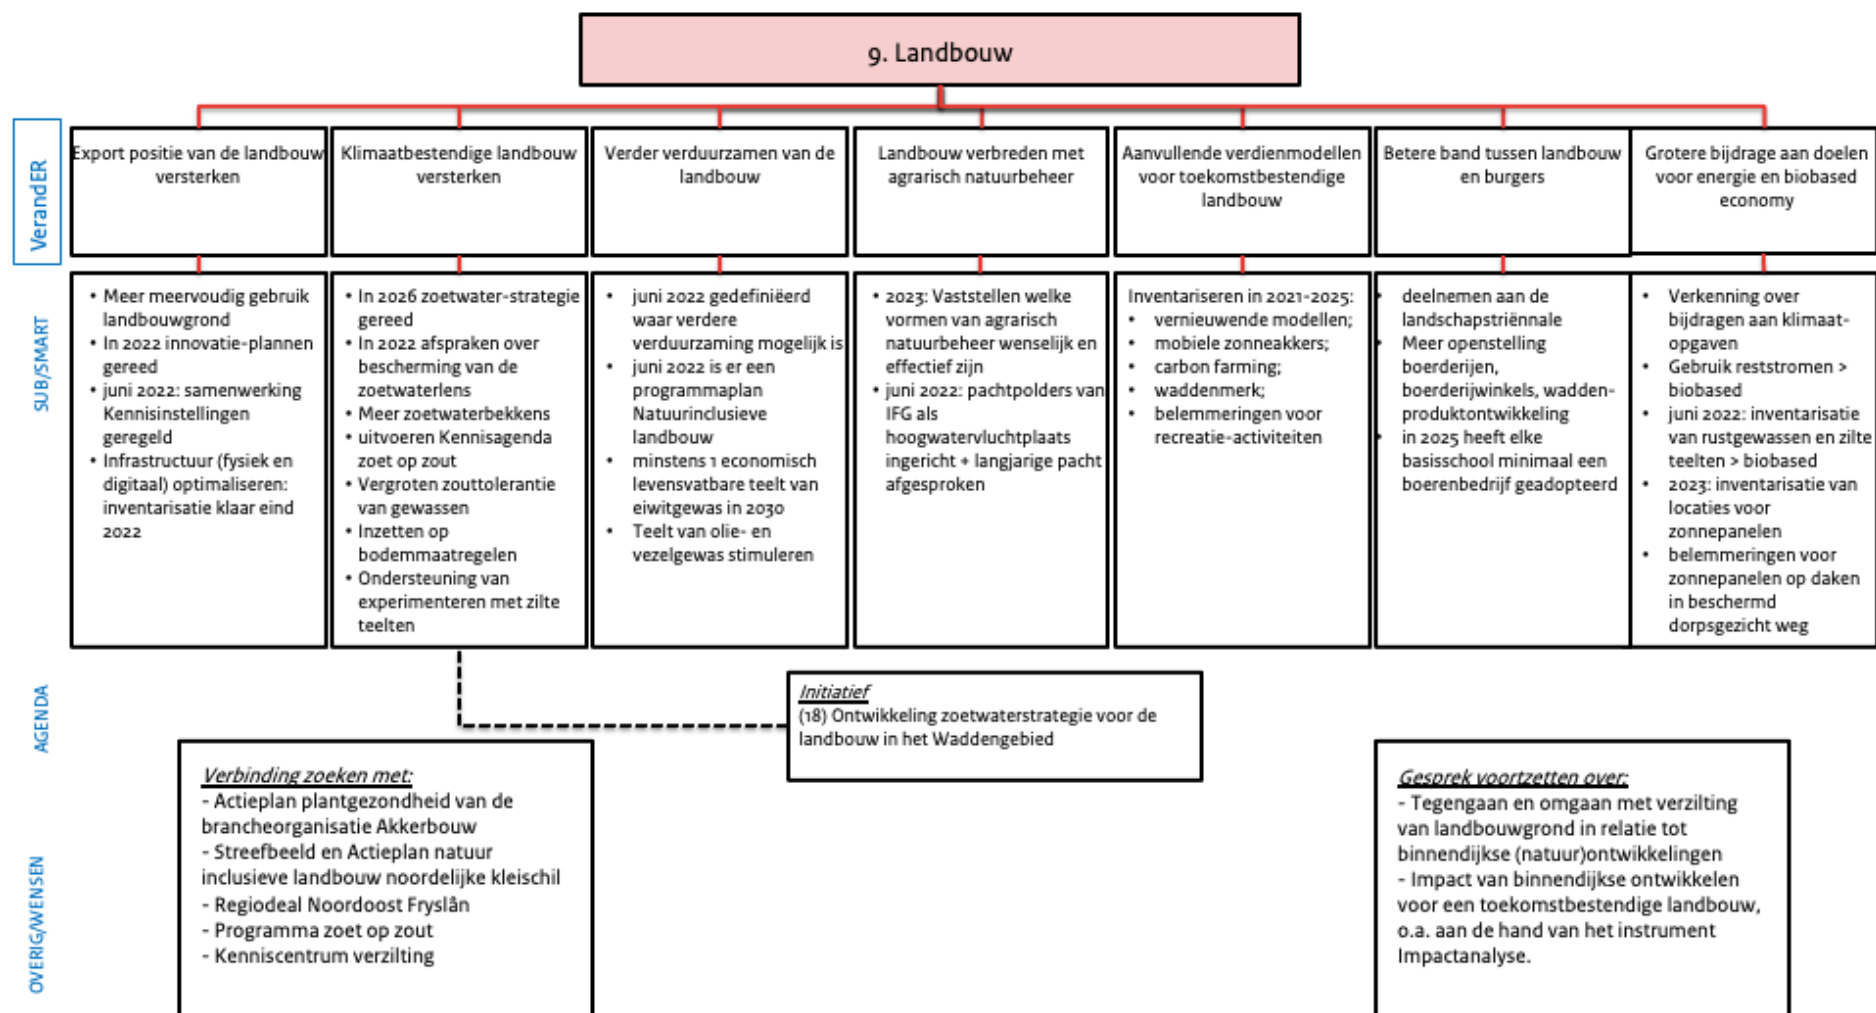 9. Landbouw
VerandER
Export positie van de landbouw
versterken
Klimaatbestendige landbouw
versterken
Verder verduurzamen van de
landbouw
Landbouw verbreden met
agrarisch natuurbeheer
Aanvullende verdienmodellen
voor toekomstbestendige
landbouw
Betere band tussen landbouw
en burgers
Grotere bijdrage aan doelen
voor energie en biobased
economy
SUB/SMART
• Meer meervoudig gebruik
landbouwgrond
• In 2022 innovatie-plannen
gereed
• juni 2022: samenwerking
Kennisinstellingen
geregeld
• Infrastructuur (fysiek en
digitaal) optimaliseren:
inventarisatie klaar eind
2022
• In 2026 zoetwater-strategie
gereed
• In 2022 afspraken over
bescherming van de
zoetwaterlens
• Meer zoetwaterbekkens
• uitvoeren Kennisagenda
zoet op zout
• Vergroten zouttolerantie
van gewassen
• Inzetten op
bodemmaatregelen
• Ondersteuning van
experimenteren met zilte
teelten
• juni 2022 gedefiniëerd
waar verdere
verduurzaming mogelijk is
• juni 2022 is er een
programmaplan
Natuurinclusieve
landbouw
• minstens 1 economisch
levensvatbare teelt van
eiwitgewas in 2030
• Teelt van olie- en
vezelgewas stimuleren
• 2023: Vaststellen welke
vormen van agrarisch
natuurbeheer wenselijk en
effectief zijn
• juni 2022: pachtpolders van
IFG als
hoogwatervluchtplaats
ingericht + langjarige pacht
afgesproken
Inventariseren in 2021-2025:
• vernieuwende modellen;
• mobiele zonneakkers;
• carbon farming;
• waddenmerk;
• belemmeringen voor
recreatie-activiteiten
• deelnemen aan de
landschapstriënnale
• Meer openstelling
boerderijen,
boerderijwinkels, wadden-
produktontwikkeling
• in 2025 heeft elke
basisschool minimaal een
boerenbedrijf geadopteerd
• Verkenning over
bijdragen aan klimaat-
opgaven
• Gebruik reststromen >
biobased
• juni 2022: inventarisatie
van rustgewassen en zilte
teelten > biobased
• 2023: inventarisatie van
locaties voor
zonnepanelen
• belemmeringen voor
zonnepanelen op daken
in beschermd
dorpsgezicht weg
AGENDA
Initiatief
(18) Ontwikkeling zoetwaterstrategie voor de
landbouw in het Waddengebied
OVERIG/WENSEN
Verbinding zoeken met:
- Actieplan plantgezondheid van de
brancheorganisatie Akkerbouw
- Streefbeeld en Actieplan natuur
inclusieve landbouw noordelijke kleischil
- Regiodeal Noordoost Fryslân
- Programma zoet op zout
- Kenniscentrum verzilting
Gesprek voortzetten over:
- Tegengaan en omgaan met verzilting
van landbouwgrond in relatie tot
binnendijkse (natuur)ontwikkelingen
- Impact van binnendijkse ontwikkelen
voor een toekomstbestendige landbouw,
o.a. aan de hand van het instrument
Impactanalyse.